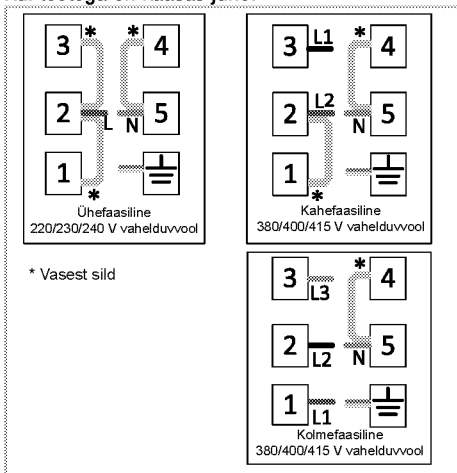 3 * * 4
2 L N 5
1 *
Ühefaasiline
220/230/240 V vahelduvvool
3 L1 * 4
2 L2 N 5
1 *
Kahefaasiline
380/400/415 V vahelduvvool
* Vasest sild
3 L3 * 4
2 L2 N 5
1 L1
Kolmefaasiline
380/400/415 V vahelduvvool